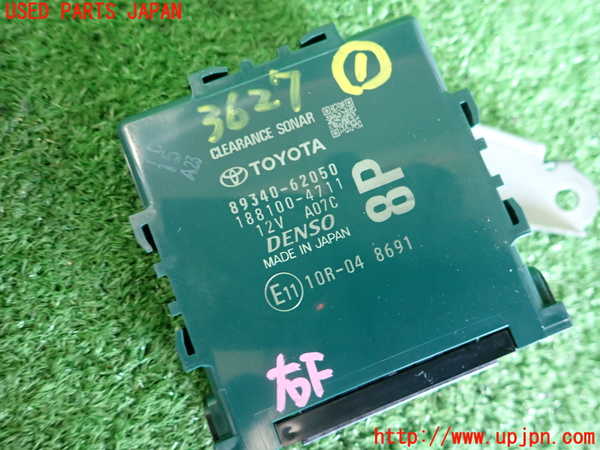 USED PARTS JAPAN
3627
①
CLEARANCE SONAR
TOYOTA
89340-62050
188100-4711
12V A07C
DENSO
MADE IN JAPAN
8P
E11 10R-04 8691
右下
http://www.upjpn.com/